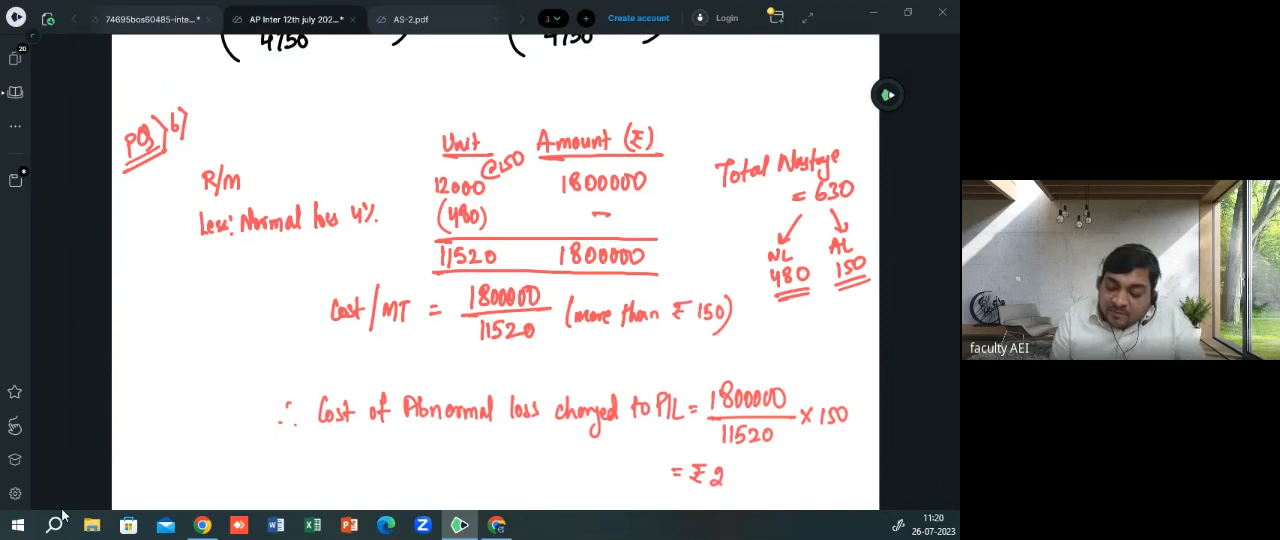 74695bos60485-inte...*
AP Inter 12th july 202...*
AS-2.pdf
3
Create account
Login
20
4750
4750
PQ) b)
Unit
Amount (₹)
R/M
12000 @150
1800000
Less: Normal loss 4%.
(480)
-
11520
1800000
Total Wastage
= 630
NL
480
AL
150
Cost/MT = 1800000
11520
(more than ₹ 150)
∴ Cost of Abnormal loss charged to P/L = 1800000
11520
× 150
= ₹ 2
faculty AEI
11:20
26-07-2023